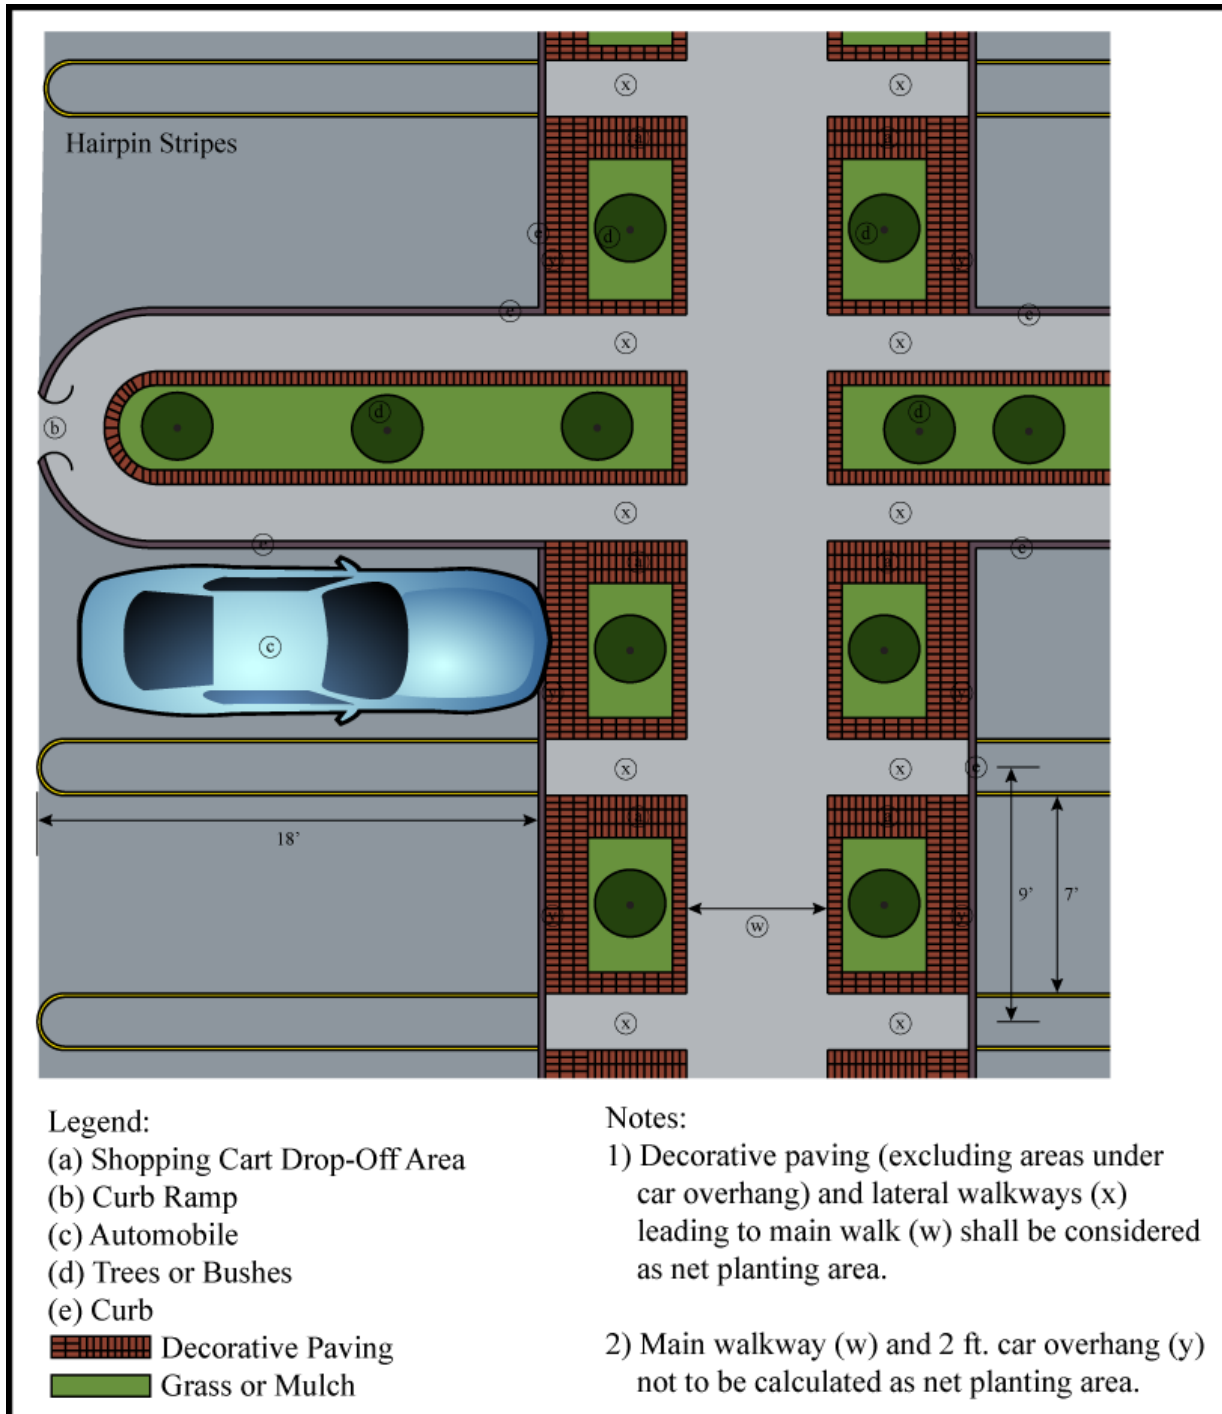 ⓧ ⓧ
Hairpin Stripes
ⓐ ⓐ
ⓔ ⓓ ⓓ
ⓨ ⓨ
ⓔ ⓔ
ⓧ ⓧ
ⓓ ⓓ
ⓑ
ⓧ ⓧ
ⓔ ⓔ
ⓐ ⓐ
ⓒ
ⓨ ⓨ
ⓧ ⓧ ⓔ
ⓐ ⓐ
18’
9’ 7’
ⓨ ⓨ
ⓦ
ⓧ ⓧ
Legend:
(a) Shopping Cart Drop-Off Area
(b) Curb Ramp
(c) Automobile
(d) Trees or Bushes
(e) Curb
Decorative Paving
Grass or Mulch
Notes:
1) Decorative paving (excluding areas under
car overhang) and lateral walkways (x)
leading to main walk (w) shall be considered
as net planting area.
2) Main walkway (w) and 2 ft. car overhang (y)
not to be calculated as net planting area.